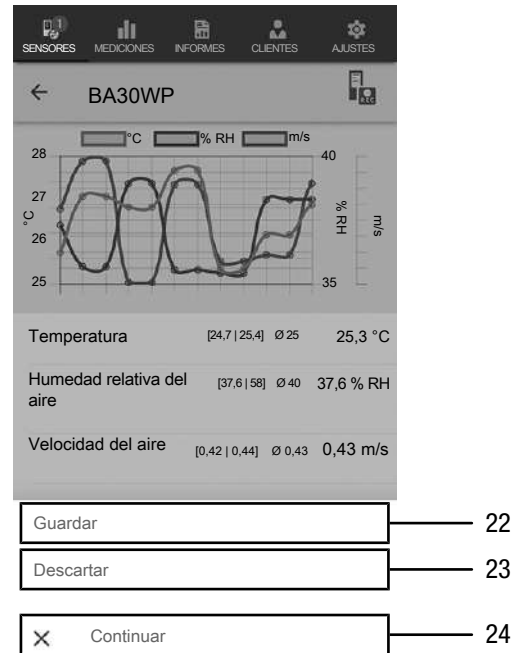 1
SENSORES MEDICIONES INFORMES CLIENTES AJUSTES
BA30WP
REC
°C % RH m/s
28 40
27
°C % RH m/s
26
25 35
Temperatura [24,7 | 25,4] Ø 25 25,3 °C
Humedad relativa del [37,6 | 58] Ø 40 37,6 % RH
aire
Velocidad del aire [0,42 | 0,44] Ø 0,43 0,43 m/s
Guardar 22
Descartar 23
Continuar 24